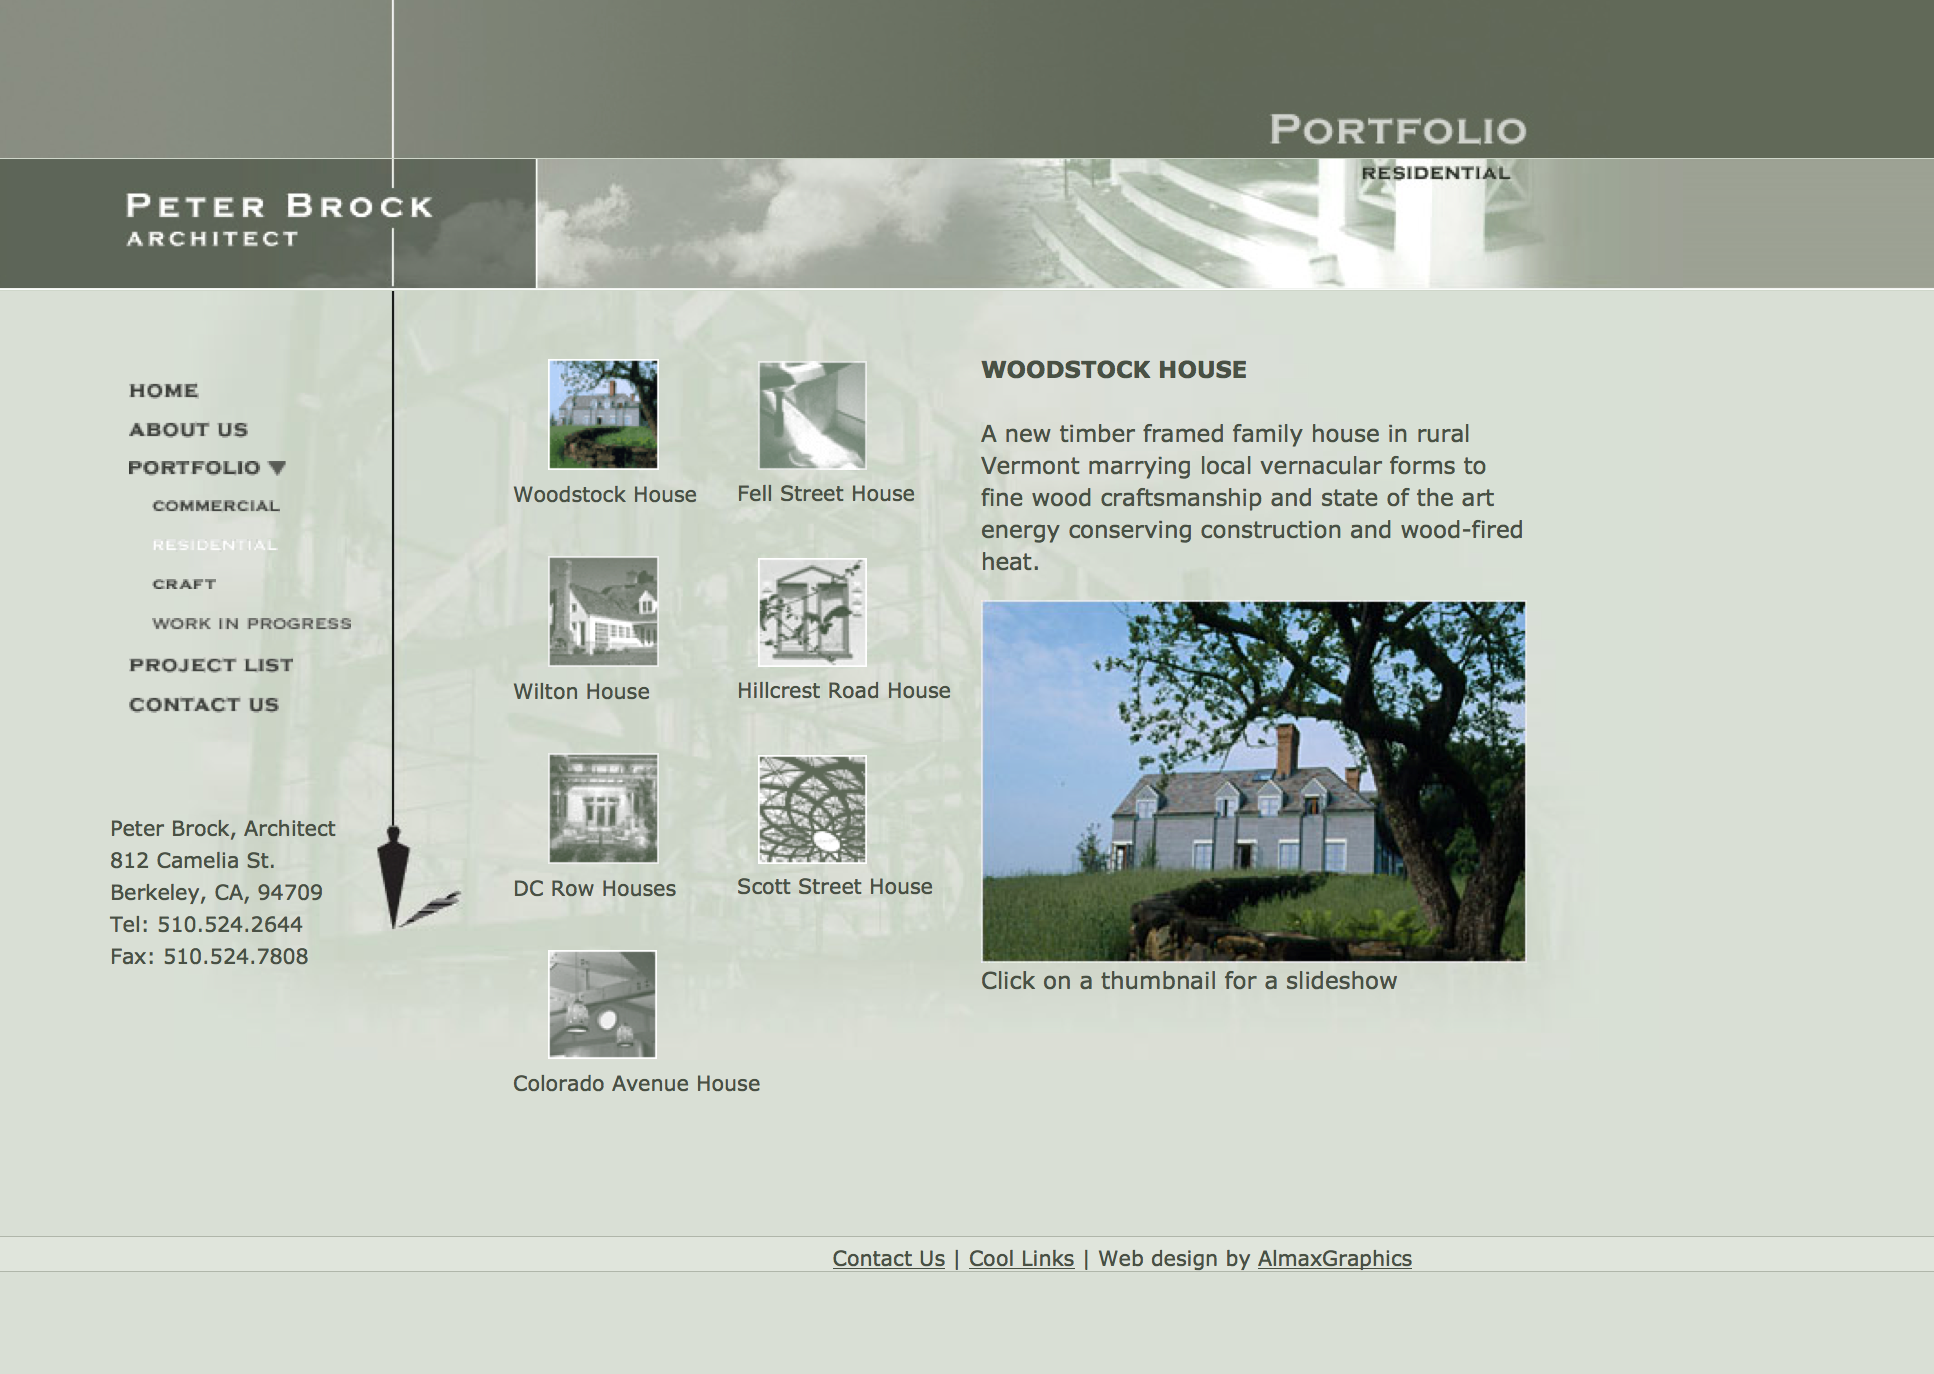 PORTFOLIO
RESIDENTIAL
PETER BROCK
ARCHITECT
HOME
ABOUT US
PORTFOLIO
COMMERCIAL
RESIDENTIAL
CRAFT
WORK IN PROGRESS
PROJECT LIST
CONTACT US
Peter Brock, Architect
812 Camelia St.
Berkeley, CA, 94709
Tel: 510.524.2644
Fax: 510.524.7808
Woodstock House
Fell Street House
Wilton House
Hillcrest Road House
DC Row Houses
Scott Street House
Colorado Avenue House
WOODSTOCK HOUSE
A new timber framed family house in rural
Vermont marrying local vernacular forms to
fine wood craftsmanship and state of the art
energy conserving construction and wood-fired
heat.
Click on a thumbnail for a slideshow
Contact Us | Cool Links | Web design by AlmaxGraphics